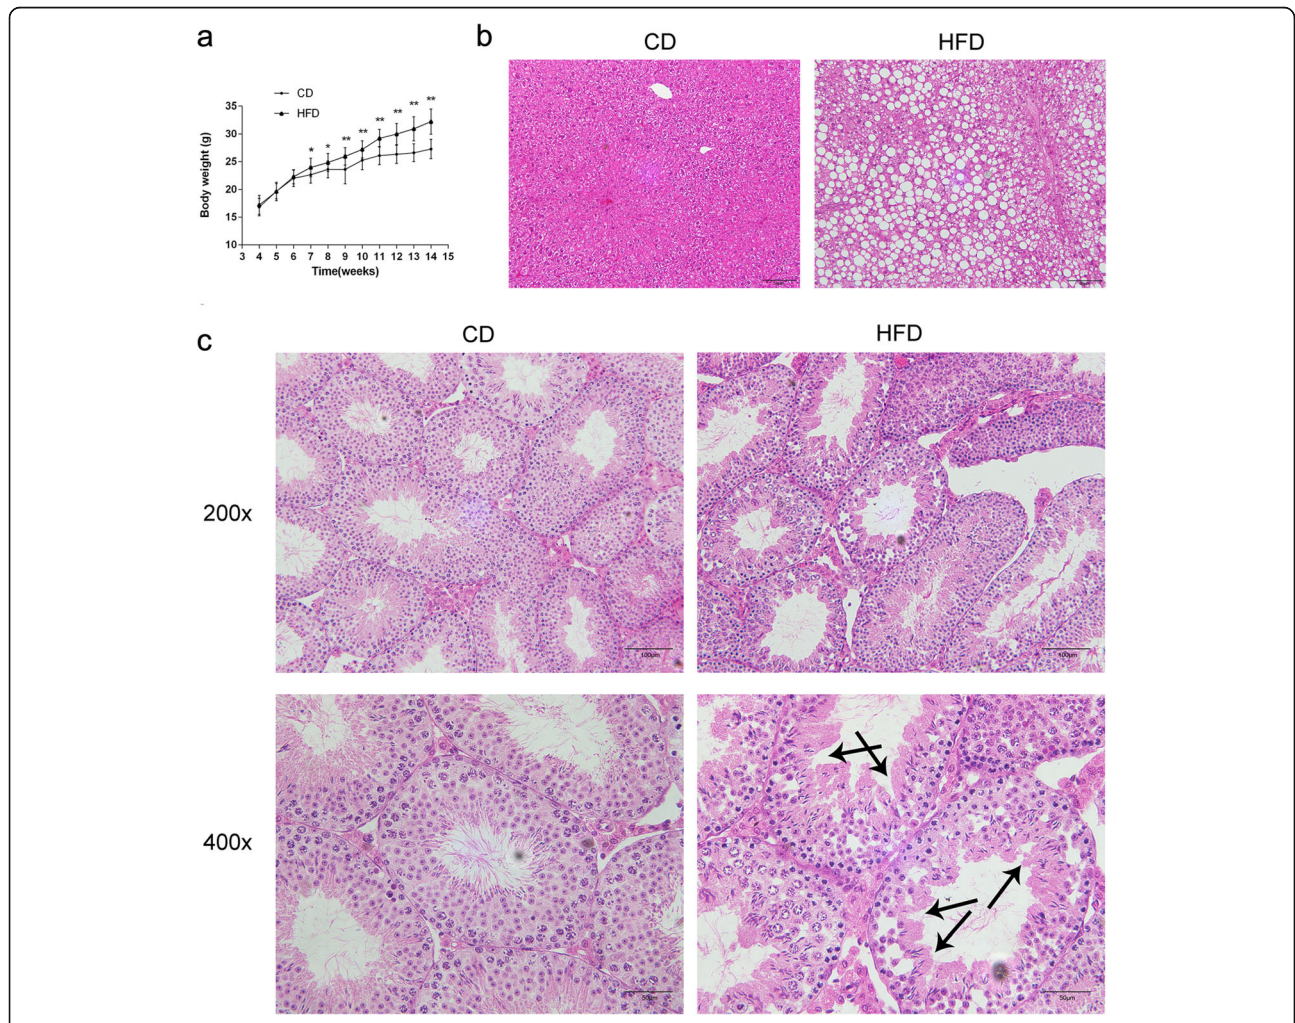 a
CD
HFD
* * ** ** ** ** ** **
35
30
25
20
15
10
Body weight (g)
3 4 5 6 7 8 9 10 11 12 13 14 15
Time(weeks)
b
CD HFD
c
CD HFD
200x
100μm 100μm
400x
50μm 50μm